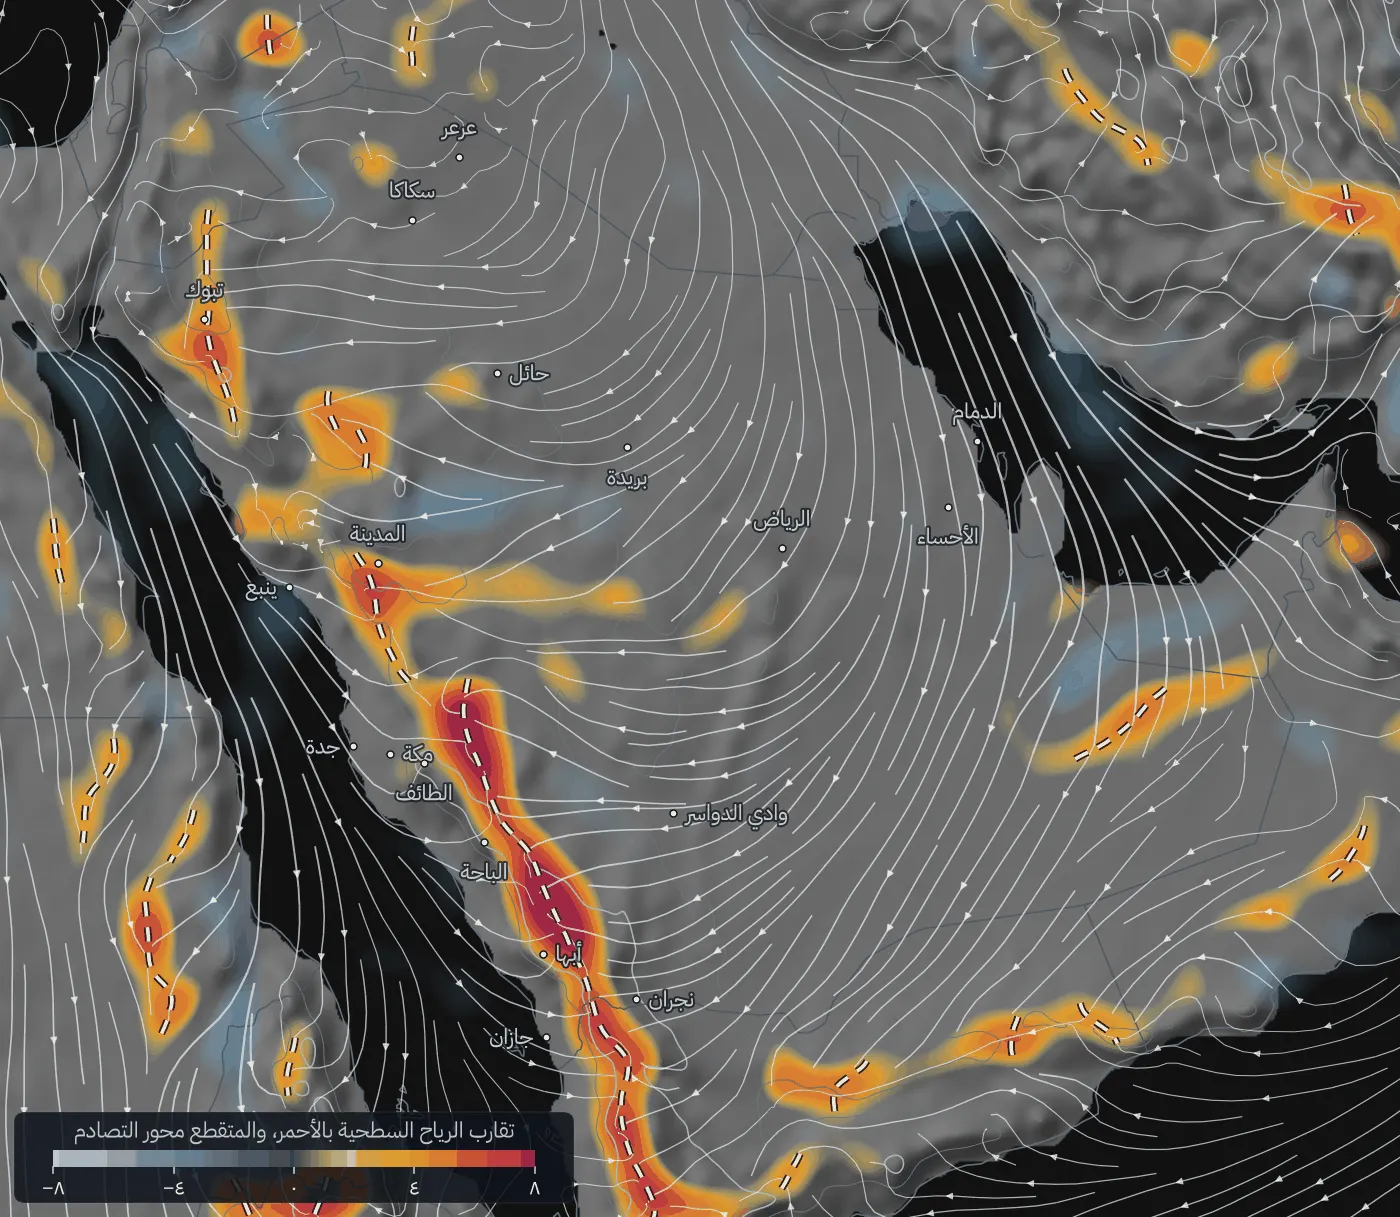 عرعر
سكاكا
تبوك
حائل
الدمام
بريدة
الرياض
الأحساء
المدينة
ينبع
جدة
مكة
الطائف
وادي الدواسر
الباحة
أبها
نجران
جازان
تقارب الرياح السطحية بالأحمر، والمتقطع محور التصادم
−٨ −٤ ٠ ٤ ٨